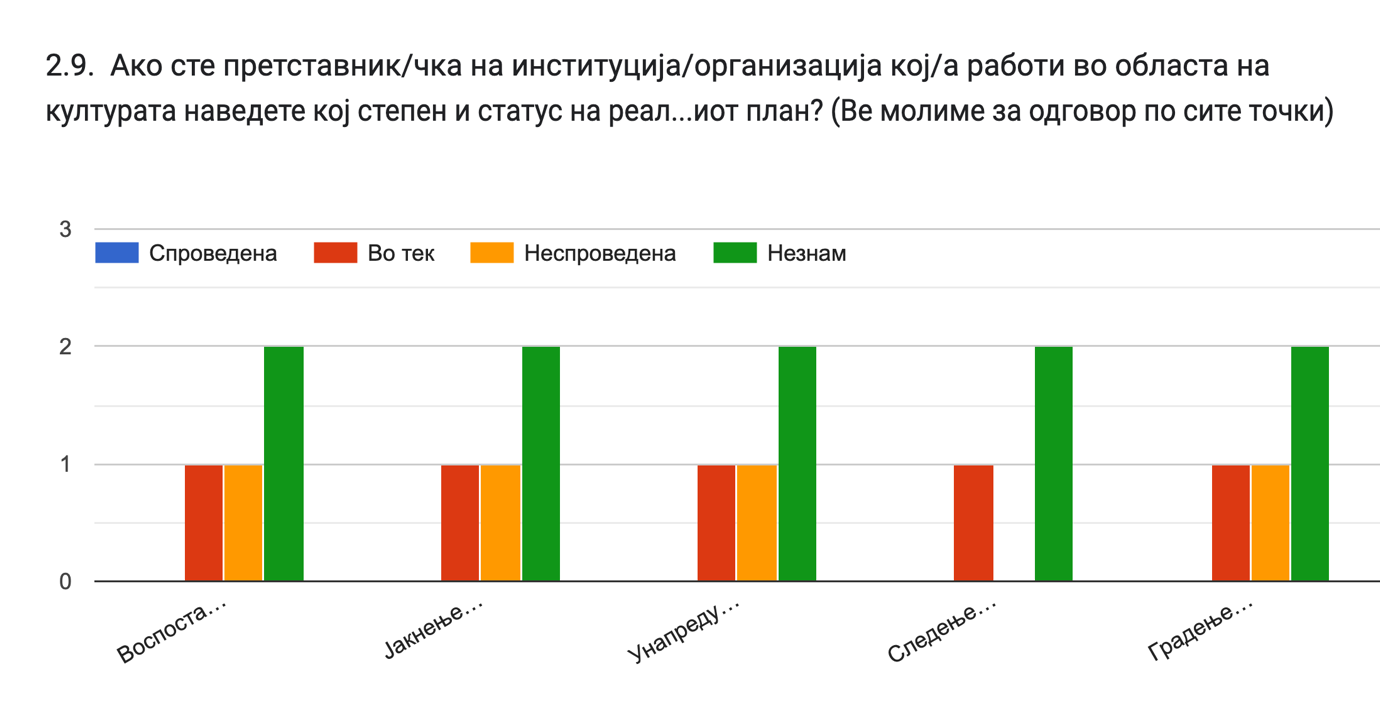 2.9. Ако сте претставник/чка на институција/организација кој/а работи во областа на
културата наведете кој степен и статус на реал...иот план? (Ве молиме за одговор по сите точки)
3
Спроведена Во тек Неспроведена Незнам
2
1
0
Воспоста... Јакнење... Унапреду... Следење... Градење...